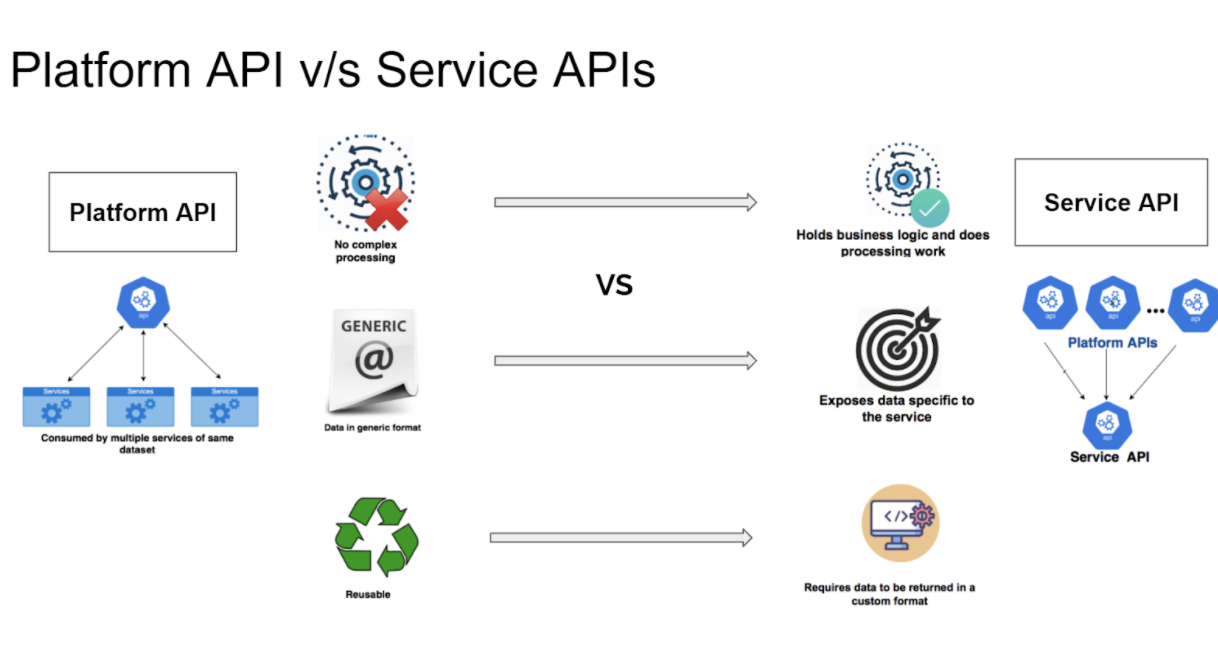 Platform API v/s Service APIs
Platform API
api
Services
Services
Services
Consumed by multiple services of same
dataset
No complex
processing
GENERIC
@
Data in generic format
Reusable
VS
Holds business logic and does
processing work
Exposes data specific to
the service
</>
Requires data to be returned in a
custom format
Service API
api
api
...
api
Platform APIs
api
Service API